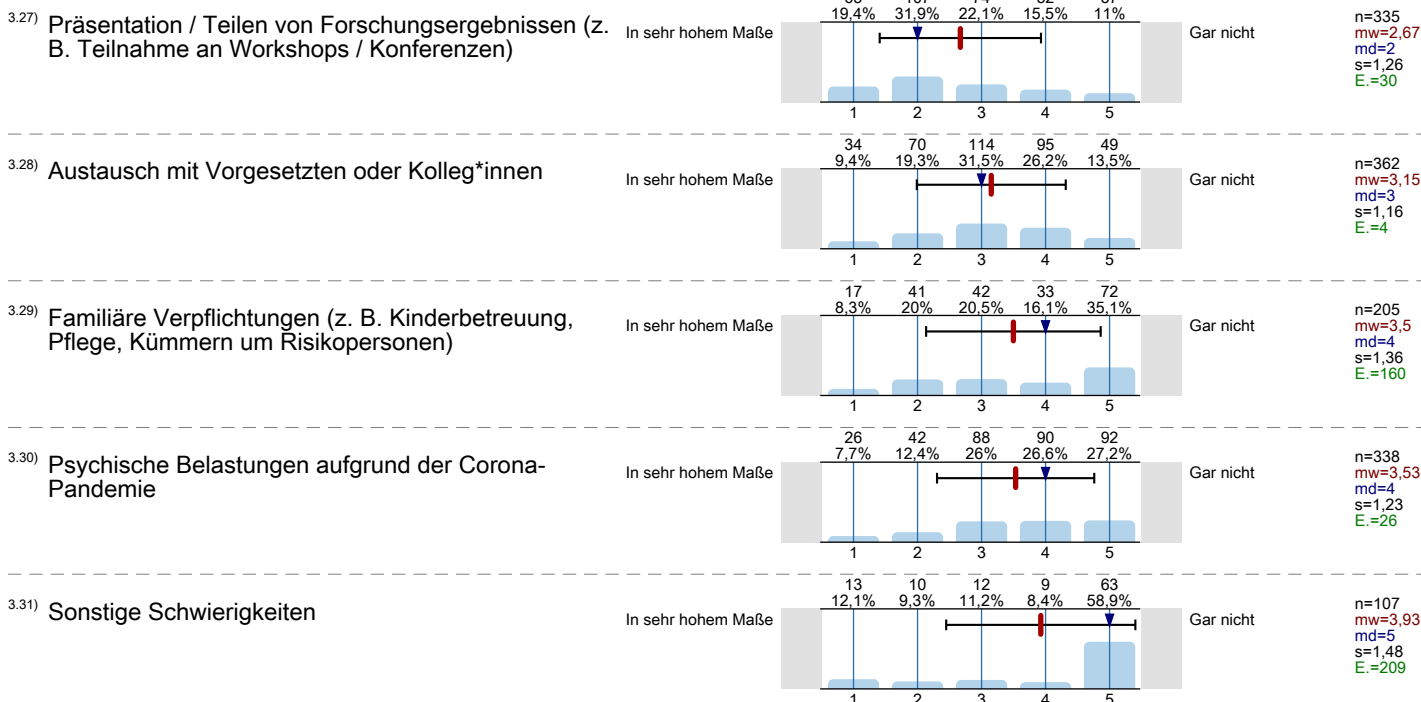 3.27) Präsentation / Teilen von Forschungsergebnissen (z.
B. Teilnahme an Workshops / Konferenzen)
In sehr hohem Maße
19,4% 31,9% 22,1% 15,5% 11%
Gar nicht
n=335
mw=2,67
md=2
s=1,26
E.=30
1 2 3 4 5
3.28) Austausch mit Vorgesetzten oder Kolleg*innen
In sehr hohem Maße
34 70 114 95 49
9,4% 19,3% 31,5% 26,2% 13,5%
Gar nicht
n=362
mw=3,15
md=3
s=1,16
E.=4
1 2 3 4 5
3.29) Familiäre Verpflichtungen (z. B. Kinderbetreuung,
Pflege, Kümmern um Risikopersonen)
In sehr hohem Maße
17 41 42 33 72
8,3% 20% 20,5% 16,1% 35,1%
Gar nicht
n=205
mw=3,5
md=4
s=1,36
E.=160
1 2 3 4 5
3.30) Psychische Belastungen aufgrund der Corona-
Pandemie
In sehr hohem Maße
26 42 88 90 92
7,7% 12,4% 26% 26,6% 27,2%
Gar nicht
n=338
mw=3,53
md=4
s=1,23
E.=26
1 2 3 4 5
3.31) Sonstige Schwierigkeiten
In sehr hohem Maße
13 10 12 9 63
12,1% 9,3% 11,2% 8,4% 58,9%
Gar nicht
n=107
mw=3,93
md=5
s=1,48
E.=209
1 2 3 4 5